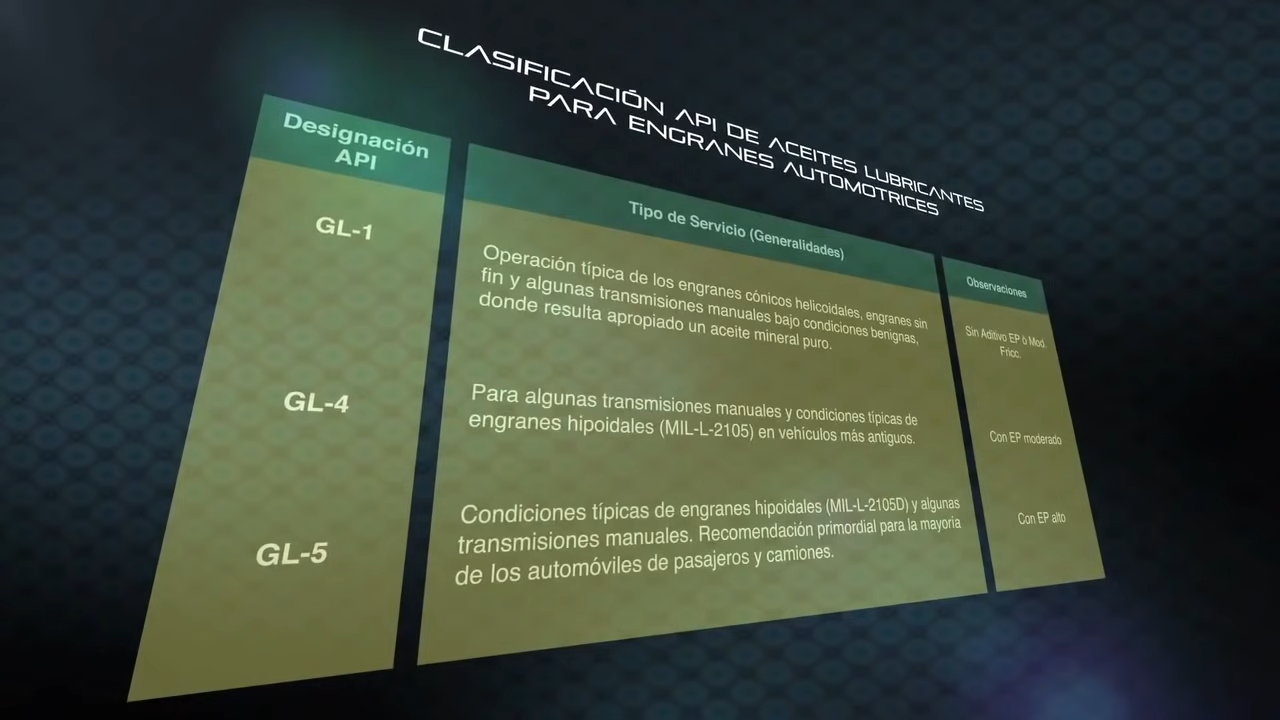 CLASIFICACIÓN API DE ACEITES LUBRICANTES
PARA ENGRANES AUTOMOTRICES
Designación
API
Tipo de Servicio (Generalidades)
Observaciones
GL-1
Operación típica de los engranes cónicos helicoidales, engranes sin
fin y algunas transmisiones manuales bajo condiciones benignas,
donde resulta apropiado un aceite mineral puro.
Sin Aditivo EP ò Mod.
Fricc.
GL-4
Para algunas transmisiones manuales y condiciones típicas de
engranes hipoidales (MIL-L-2105) en vehículos más antiguos.
Con EP moderado
GL-5
Condiciones típicas de engranes hipoidales (MIL-L-2105D) y algunas
transmisiones manuales. Recomendación primordial para la mayoria
de los automóviles de pasajeros y camiones.
Con EP alto